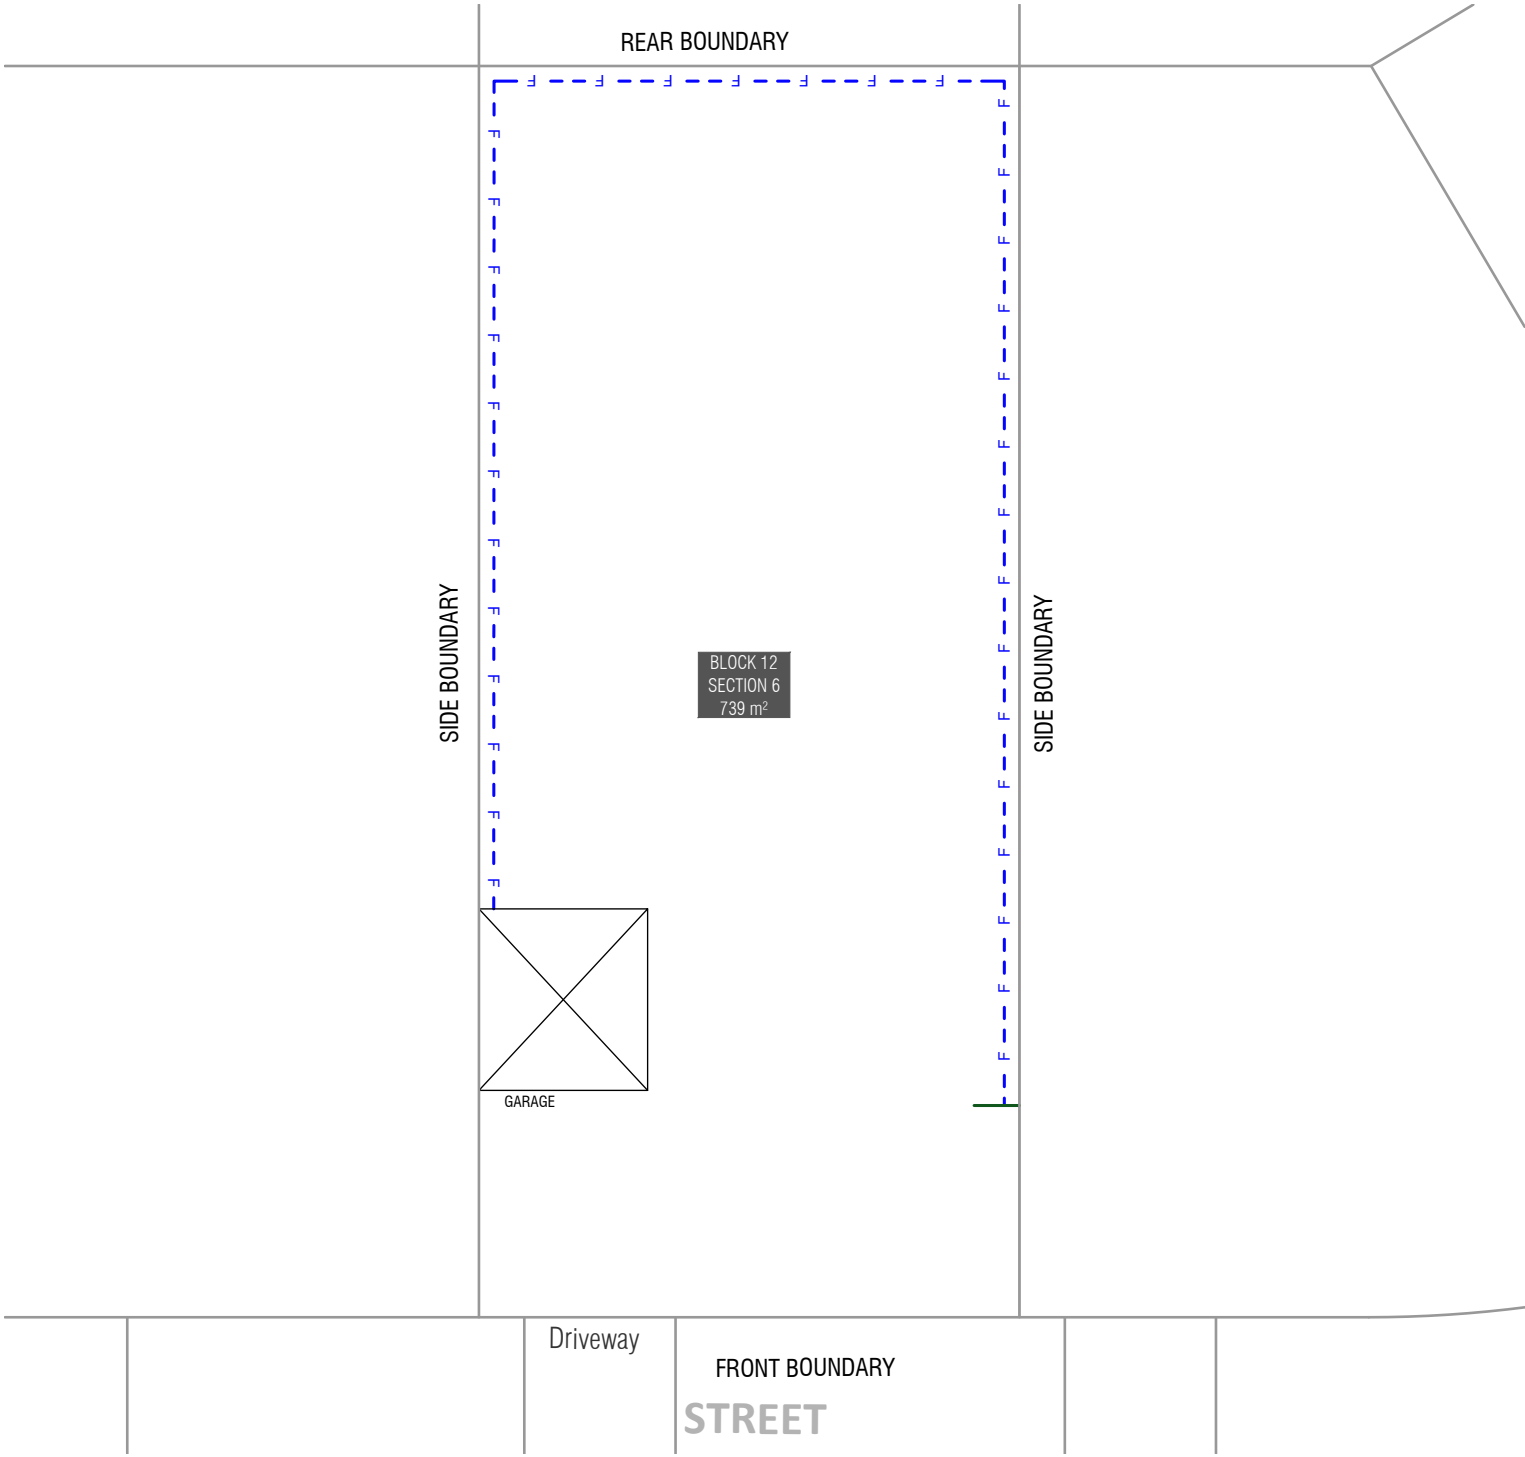 REAR BOUNDARY
SIDE BOUNDARY
SIDE BOUNDARY
BLOCK 12
SECTION 6
739 m²
GARAGE
Driveway
FRONT BOUNDARY
STREET